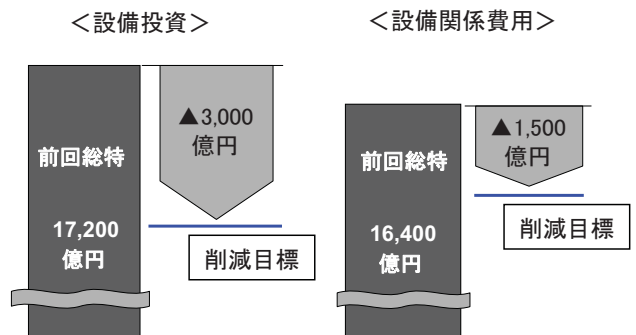 ＜設備投資＞
▲3,000
億円
前回総特
17,200
億円
削減目標
＜設備関係費用＞
▲1,500
億円
前回総特
16,400
億円
削減目標